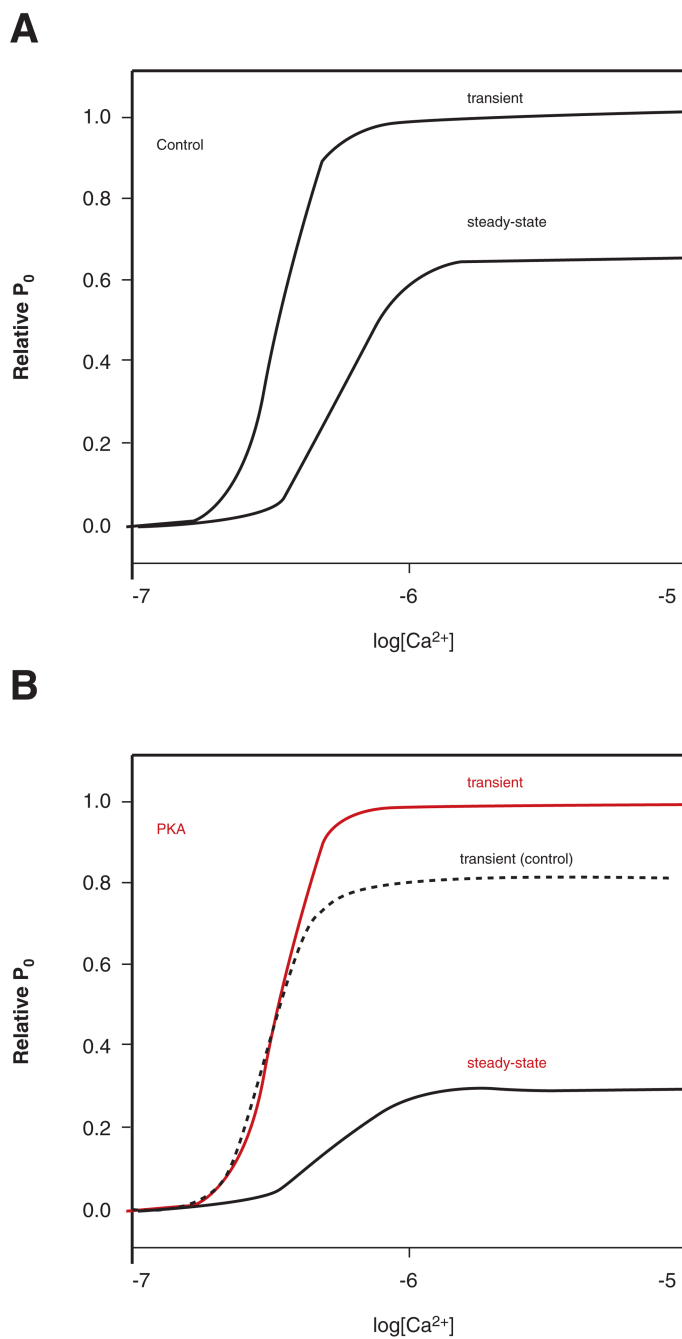 A
transient
1.0
Control
0.8
steady-state
0.6
Relative P0
0.4
0.2
0.0
-7
-6
-5
log[Ca2+]
B
transient
1.0
PKA
transient (control)
0.8
0.6
Relative P0
0.4
steady-state
0.2
0.0
-7
-6
-5
log[Ca2+]